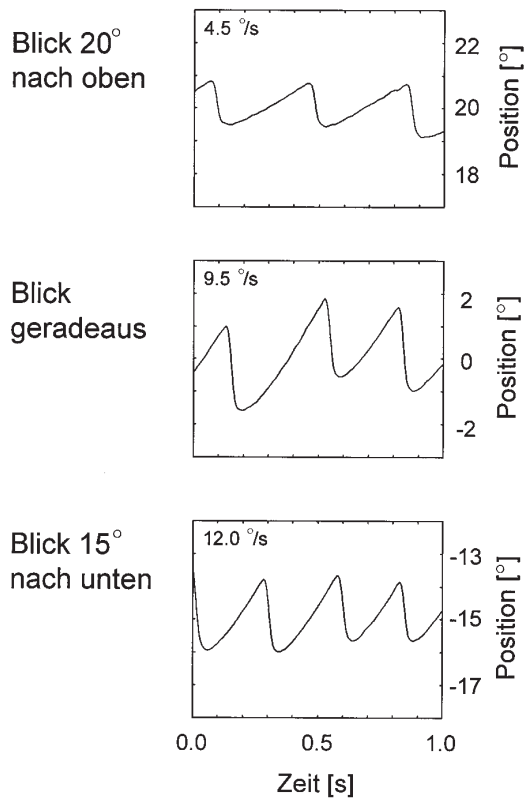 Blick 20°
nach oben
4.5 °/s
22
20
18
Position [°]
Blick
geradeaus
9.5 °/s
2
0
-2
Position [°]
Blick 15°
nach unten
12.0 °/s
-13
-15
-17
Position [°]
0.0 0.5 1.0
Zeit [s]